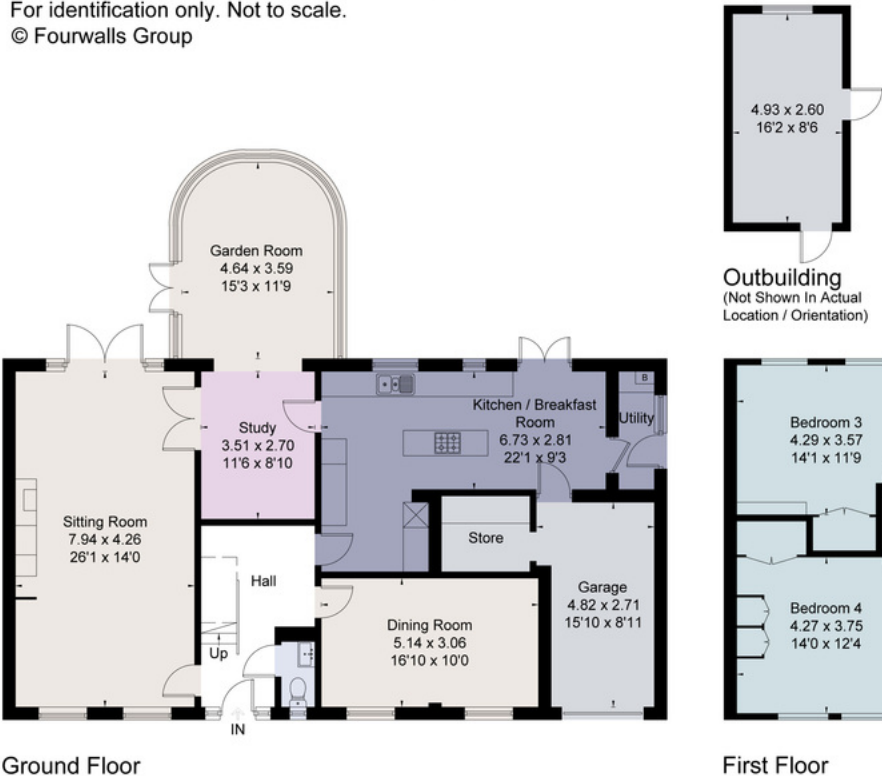 For identification only. Not to scale.
© Fourwalls Group
4.93 x 2.60
16'2 x 8'6
Outbuilding
(Not Shown In Actual
Location / Orientation)
Garden Room
4.64 x 3.59
15'3 x 11'9
Study
3.51 x 2.70
11'6 x 8'10
Kitchen / Breakfast
Room
6.73 x 2.81
22'1 x 9'3
B
Utility
Sitting Room
7.94 x 4.26
26'1 x 14'0
Hall
Up
Store
Garage
4.82 x 2.71
15'10 x 8'11
Dining Room
5.14 x 3.06
16'10 x 10'0
IN
Bedroom 3
4.29 x 3.57
14'1 x 11'9
Bedroom 4
4.27 x 3.75
14'0 x 12'4
Ground Floor
First Floor